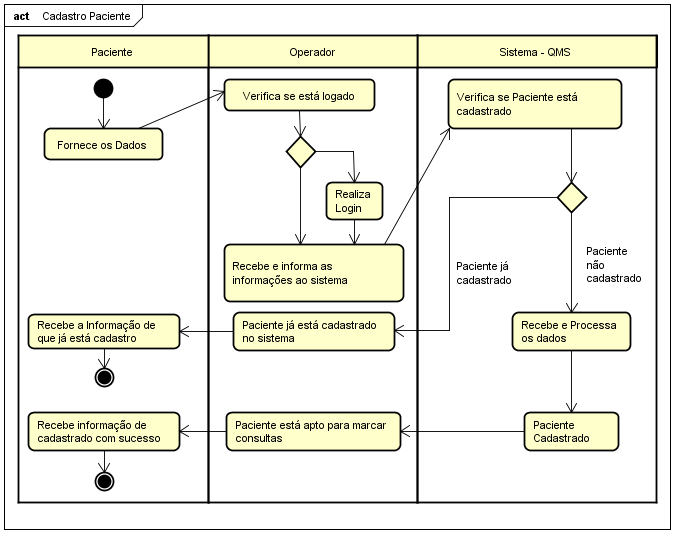 act Cadastro Paciente
Paciente
Operador
Sistema - QMS
Fornece os Dados
Verifica se está logado
Verifica se Paciente está
cadastrado
Realiza
Login
Recebe e informa as
informações ao sistema
Paciente já
cadastrado
Paciente
não
cadastrado
Recebe a Informação de
que já está cadastro
Paciente já está cadastrado
no sistema
Recebe e Processa
os dados
Recebe informação de
cadastrado com sucesso
Paciente está apto para marcar
consultas
Paciente
Cadastrado